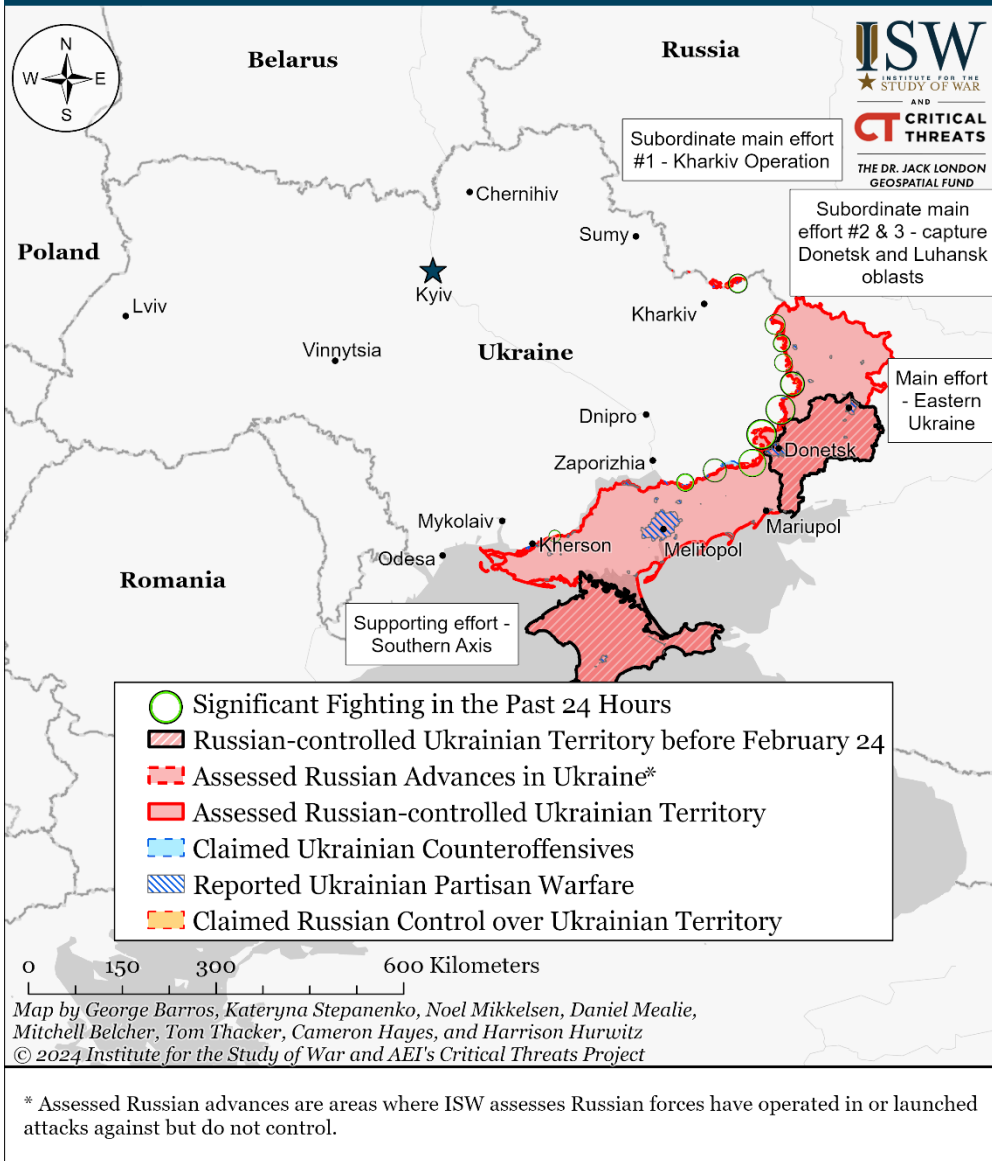 N
W
E
S
Belarus
Russia
ISW
INSTITUTE FOR THE
STUDY OF WAR
AND
CT CRITICAL
THREATS
THE DR. JACK LONDON
GEOSPATIAL FUND
Subordinate main effort
#1 - Kharkiv Operation
Subordinate main
effort #2 & 3 - capture
Donetsk and Luhansk
oblasts
Chernihiv
Sumy
Poland
Kyiv
Lviv
Kharkiv
Vinnytsia
Ukraine
Main effort
- Eastern
Ukraine
Dnipro
Donetsk
Zaporizhia
Mykolaiv
Mariupol
Kherson
Melitopol
Odesa
Romania
Supporting effort -
Southern Axis
Significant Fighting in the Past 24 Hours
Russian-controlled Ukrainian Territory before February 24
Assessed Russian Advances in Ukraine*
Assessed Russian-controlled Ukrainian Territory
Claimed Ukrainian Counteroffensives
Reported Ukrainian Partisan Warfare
Claimed Russian Control over Ukrainian Territory
0 150 300 600 Kilometers
Map by George Barros, Kateryna Stepanenko, Noel Mikkelsen, Daniel Mealie,
Mitchell Belcher, Tom Thacker, Cameron Hayes, and Harrison Hurwitz
© 2024 Institute for the Study of War and AEI's Critical Threats Project
* Assessed Russian advances are areas where ISW assesses Russian forces have operated in or launched
attacks against but do not control.